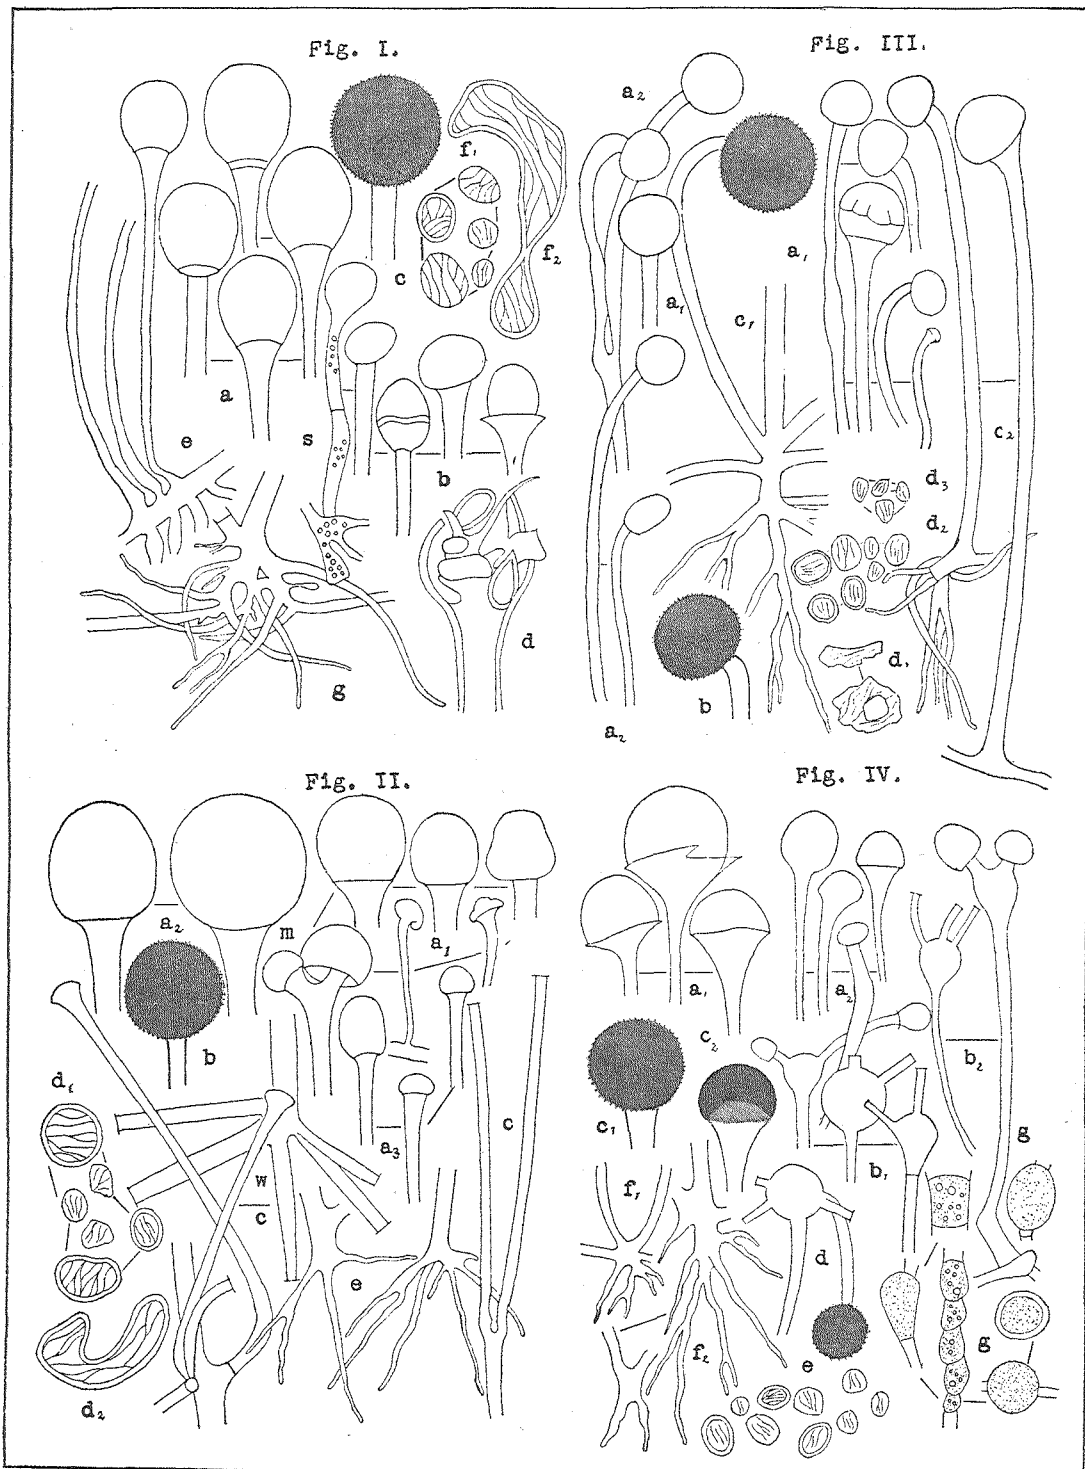 Fig. I.
f₁
c
f₂
a
e
s
b
d
g
Fig. III.
a₂
a₁
a₁
c₁
c₂
d₃
d₂
d₁
b
a₂
Fig. II.
a₂
m
a₁
b
d₁
c
a₃
w
c
e
d₂
Fig. IV.
a₁
a₂
c₂
b₂
c₁
g
b₁
f₁
d
g
f₂
e